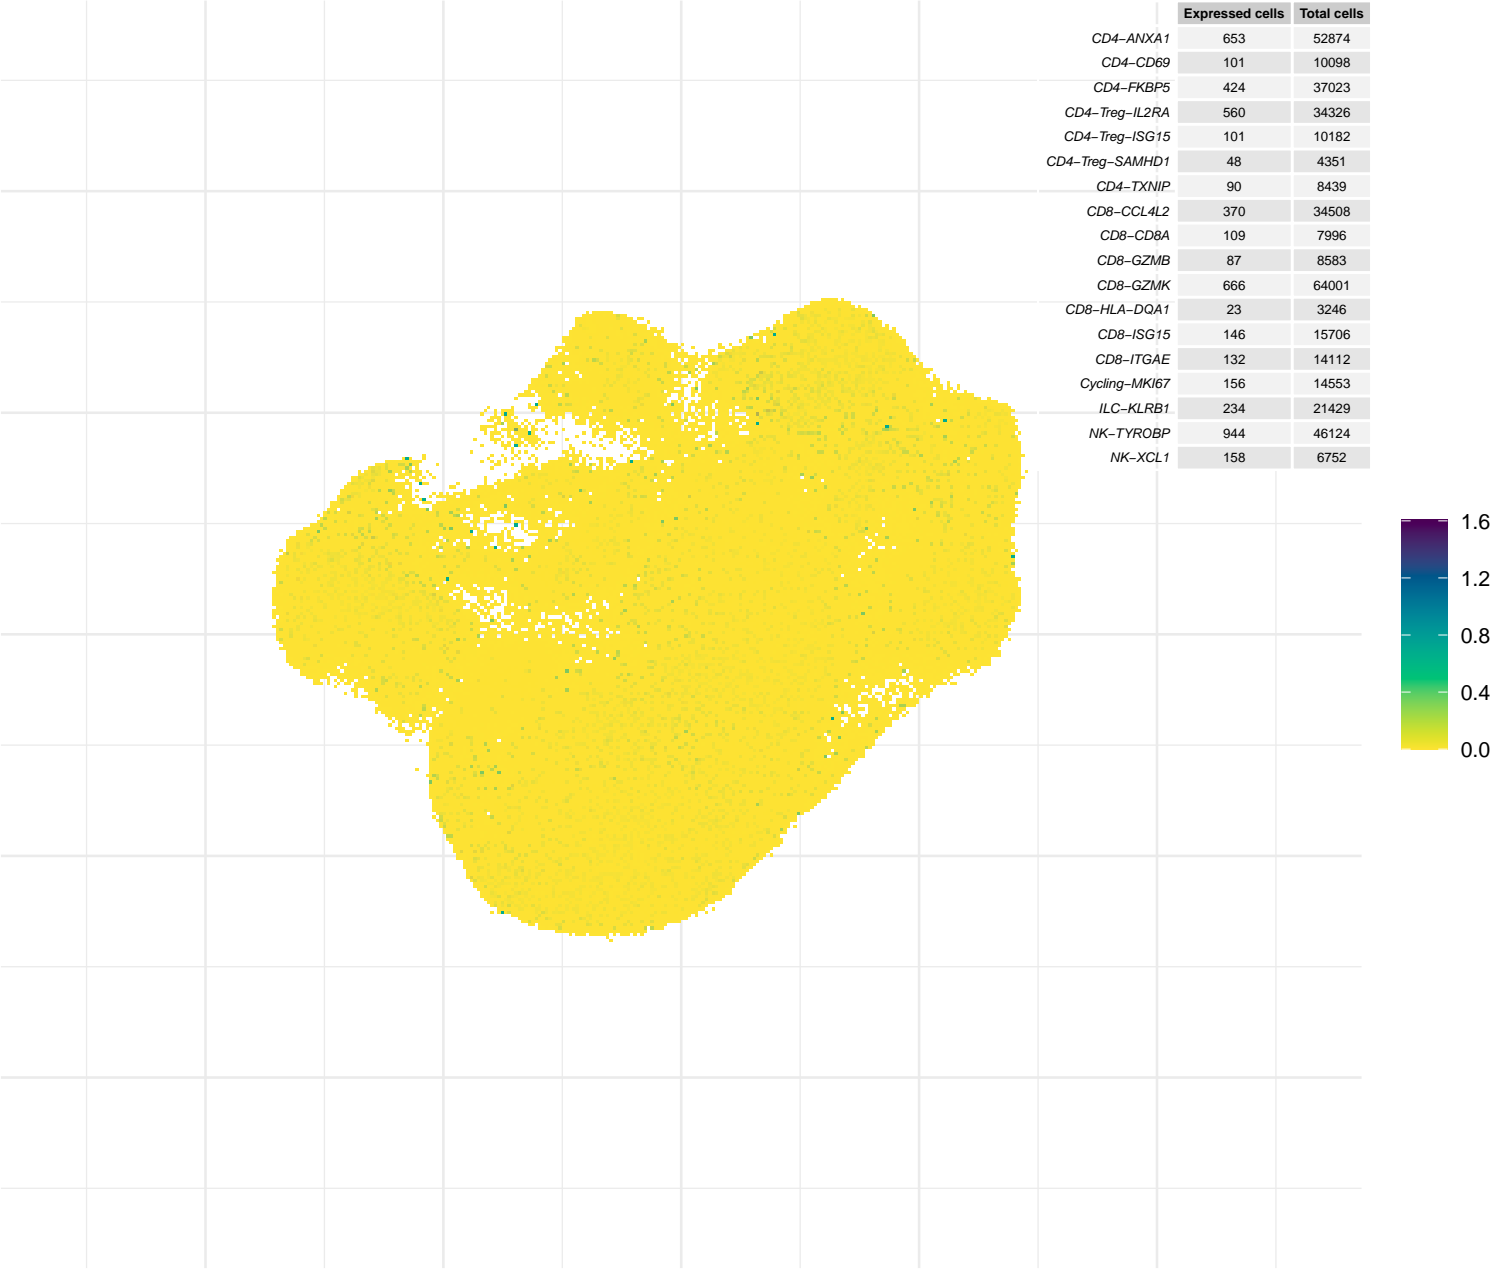 Expressed cells Total cells
CD4−ANXA1 653 52874
CD4−CD69 101 10098
CD4−FKBP5 424 37023
CD4−Treg−IL2RA 560 34326
CD4−Treg−ISG15 101 10182
CD4−Treg−SAMHD1 48 4351
CD4−TXNIP 90 8439
CD8−CCL4L2 370 34508
CD8−CD8A 109 7996
CD8−GZMB 87 8583
CD8−GZMK 666 64001
CD8−HLA−DQA1 23 3246
CD8−ISG15 146 15706
CD8−ITGAE 132 14112
Cycling−MKI67 156 14553
ILC−KLRB1 234 21429
NK−TYROBP 944 46124
NK−XCL1 158 6752
1.6
1.2
0.8
0.4
0.0